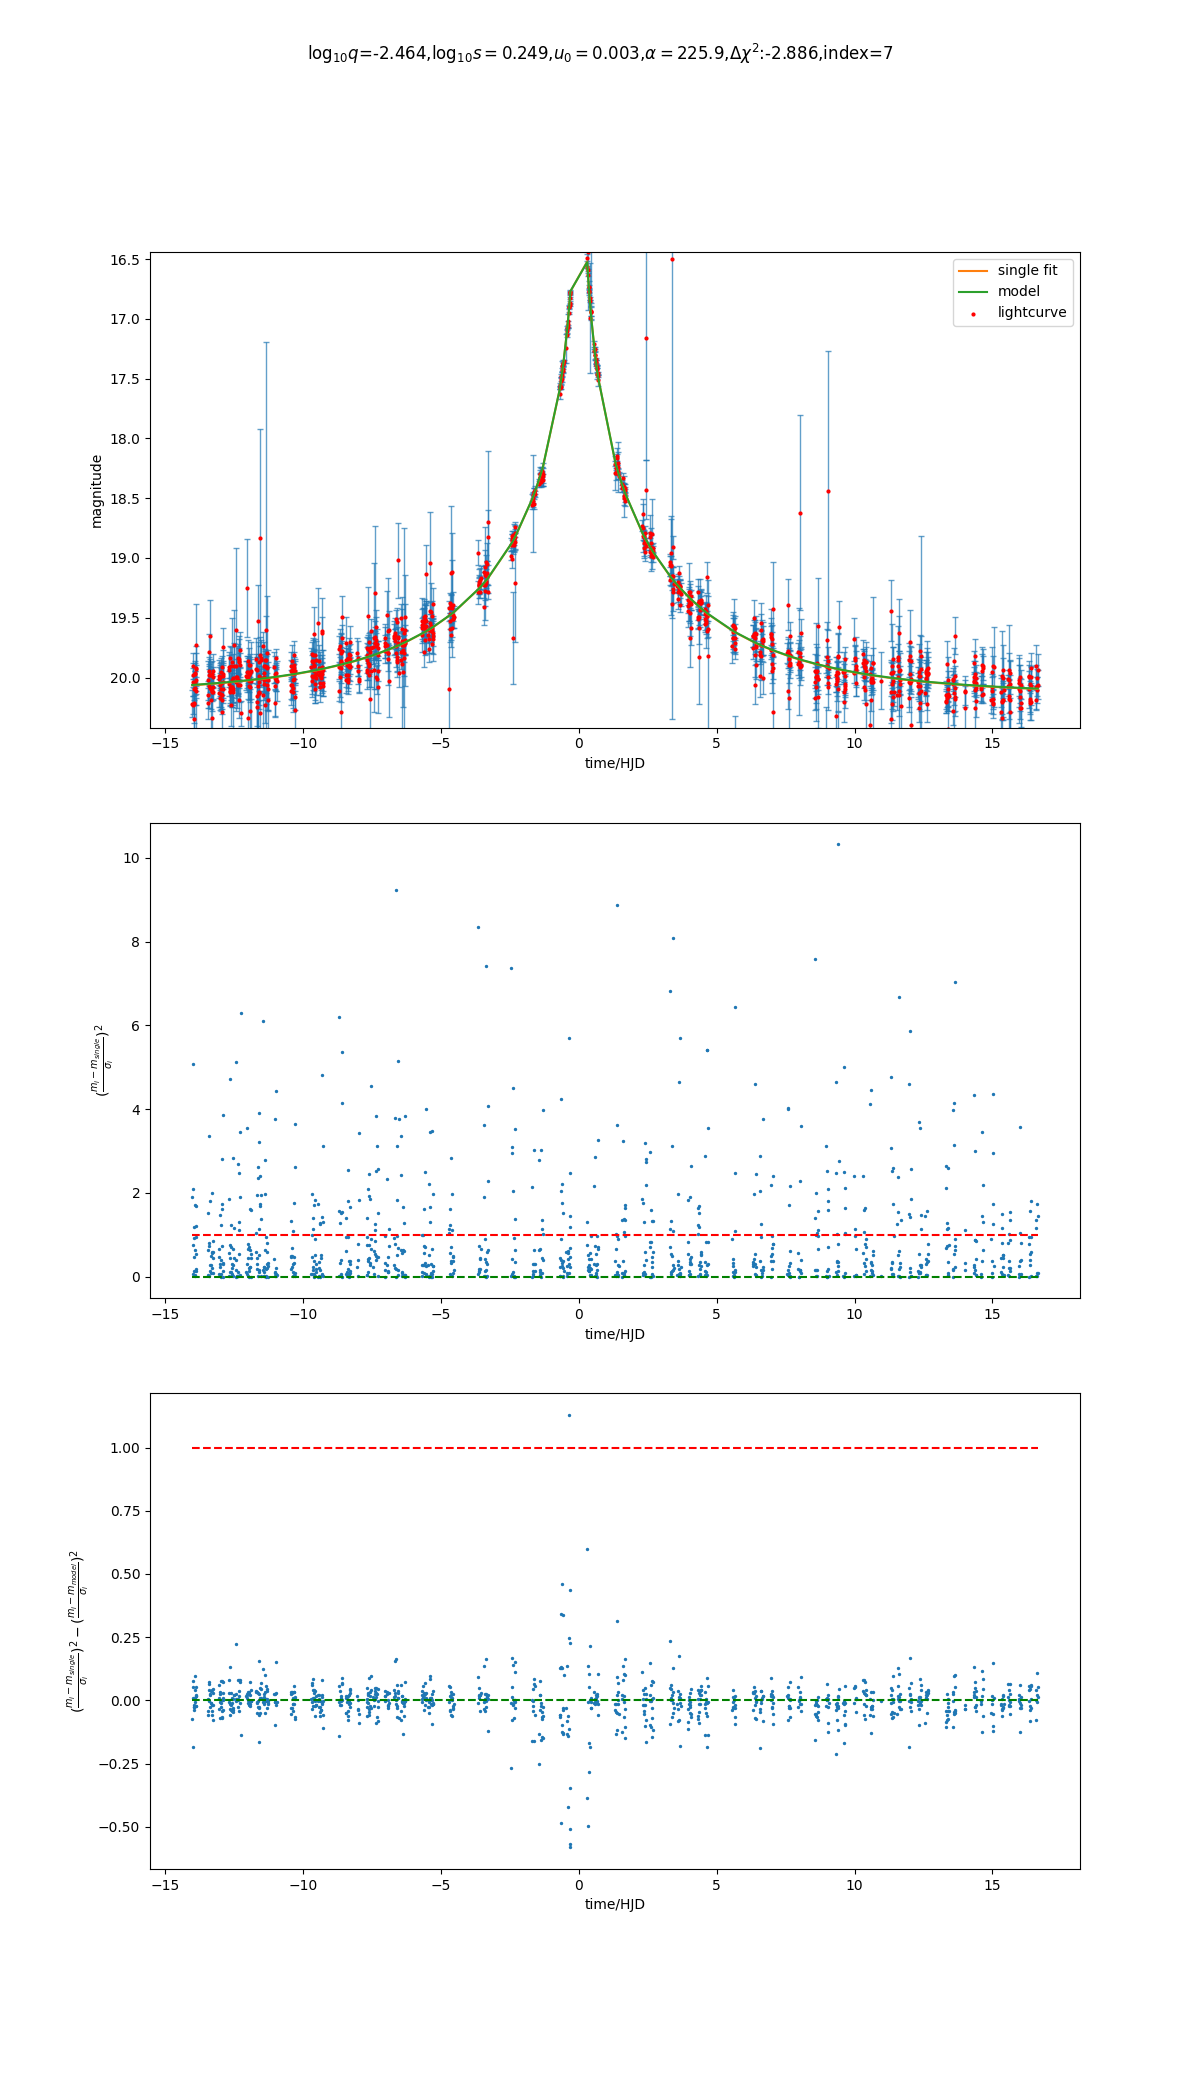 log₁₀q=-2.464,log₁₀s = 0.249,u₀ = 0.003,α = 225.9,Δχ²:-2.886,index=7
16.5
17.0
17.5
18.0
18.5
19.0
19.5
20.0
magnitude
single fit
model
lightcurve
−15 −10 −5 0 5 10 15
time/HJD
10
8
6
4
2
0
((mᵢ − m_single)/σᵢ)²
−15 −10 −5 0 5 10 15
time/HJD
1.00
0.75
0.50
0.25
0.00
−0.25
−0.50
((mᵢ − m_single)/σᵢ)² − ((mᵢ − m_model)/σᵢ)²
−15 −10 −5 0 5 10 15
time/HJD